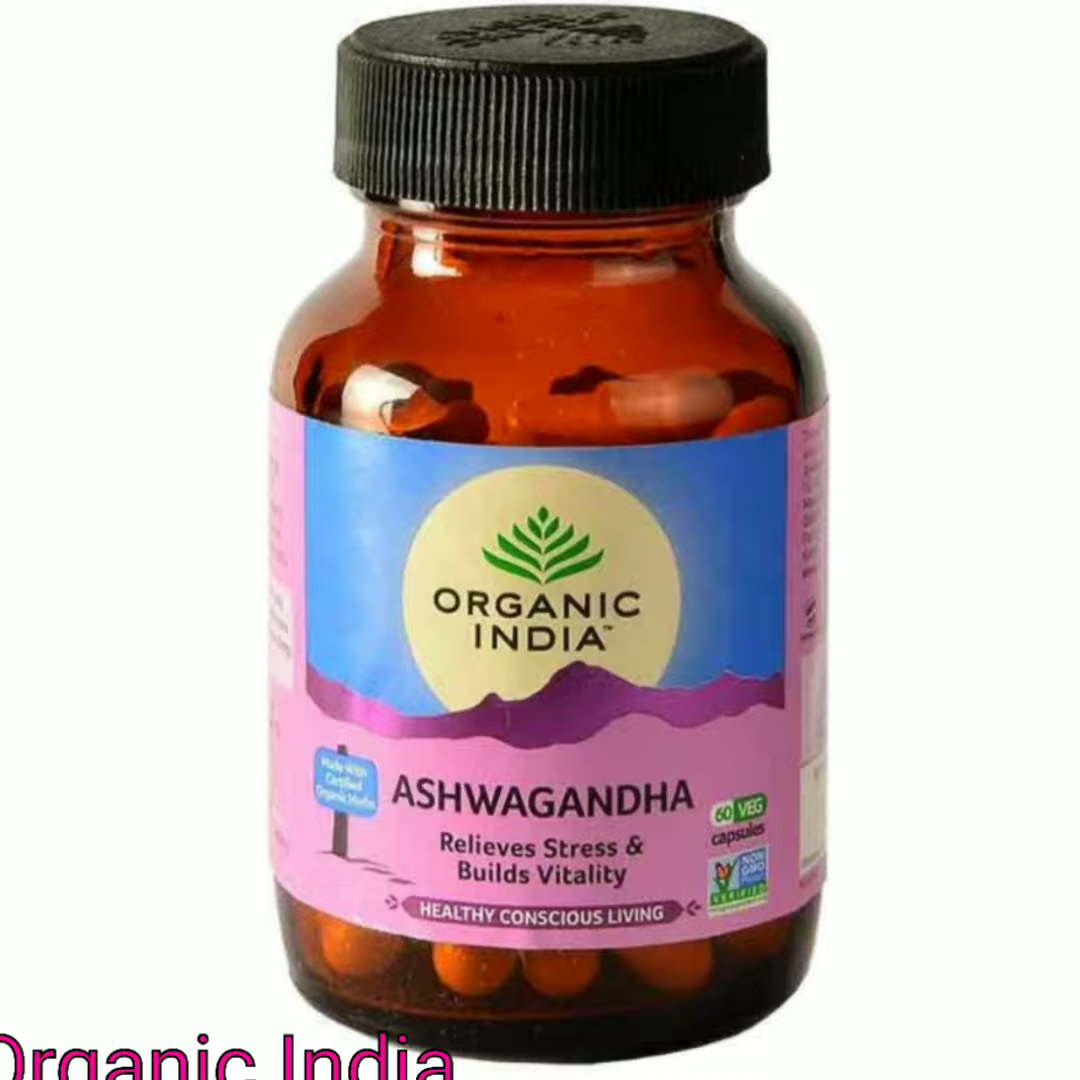 ORGANIC
INDIA™
Made With
Certified
Organic Herbs
ASHWAGANDHA
Relieves Stress &
Builds Vitality
60 VEG
capsules
NON
GMO
VERIFIED
HEALTHY CONSCIOUS LIVING
Organic India